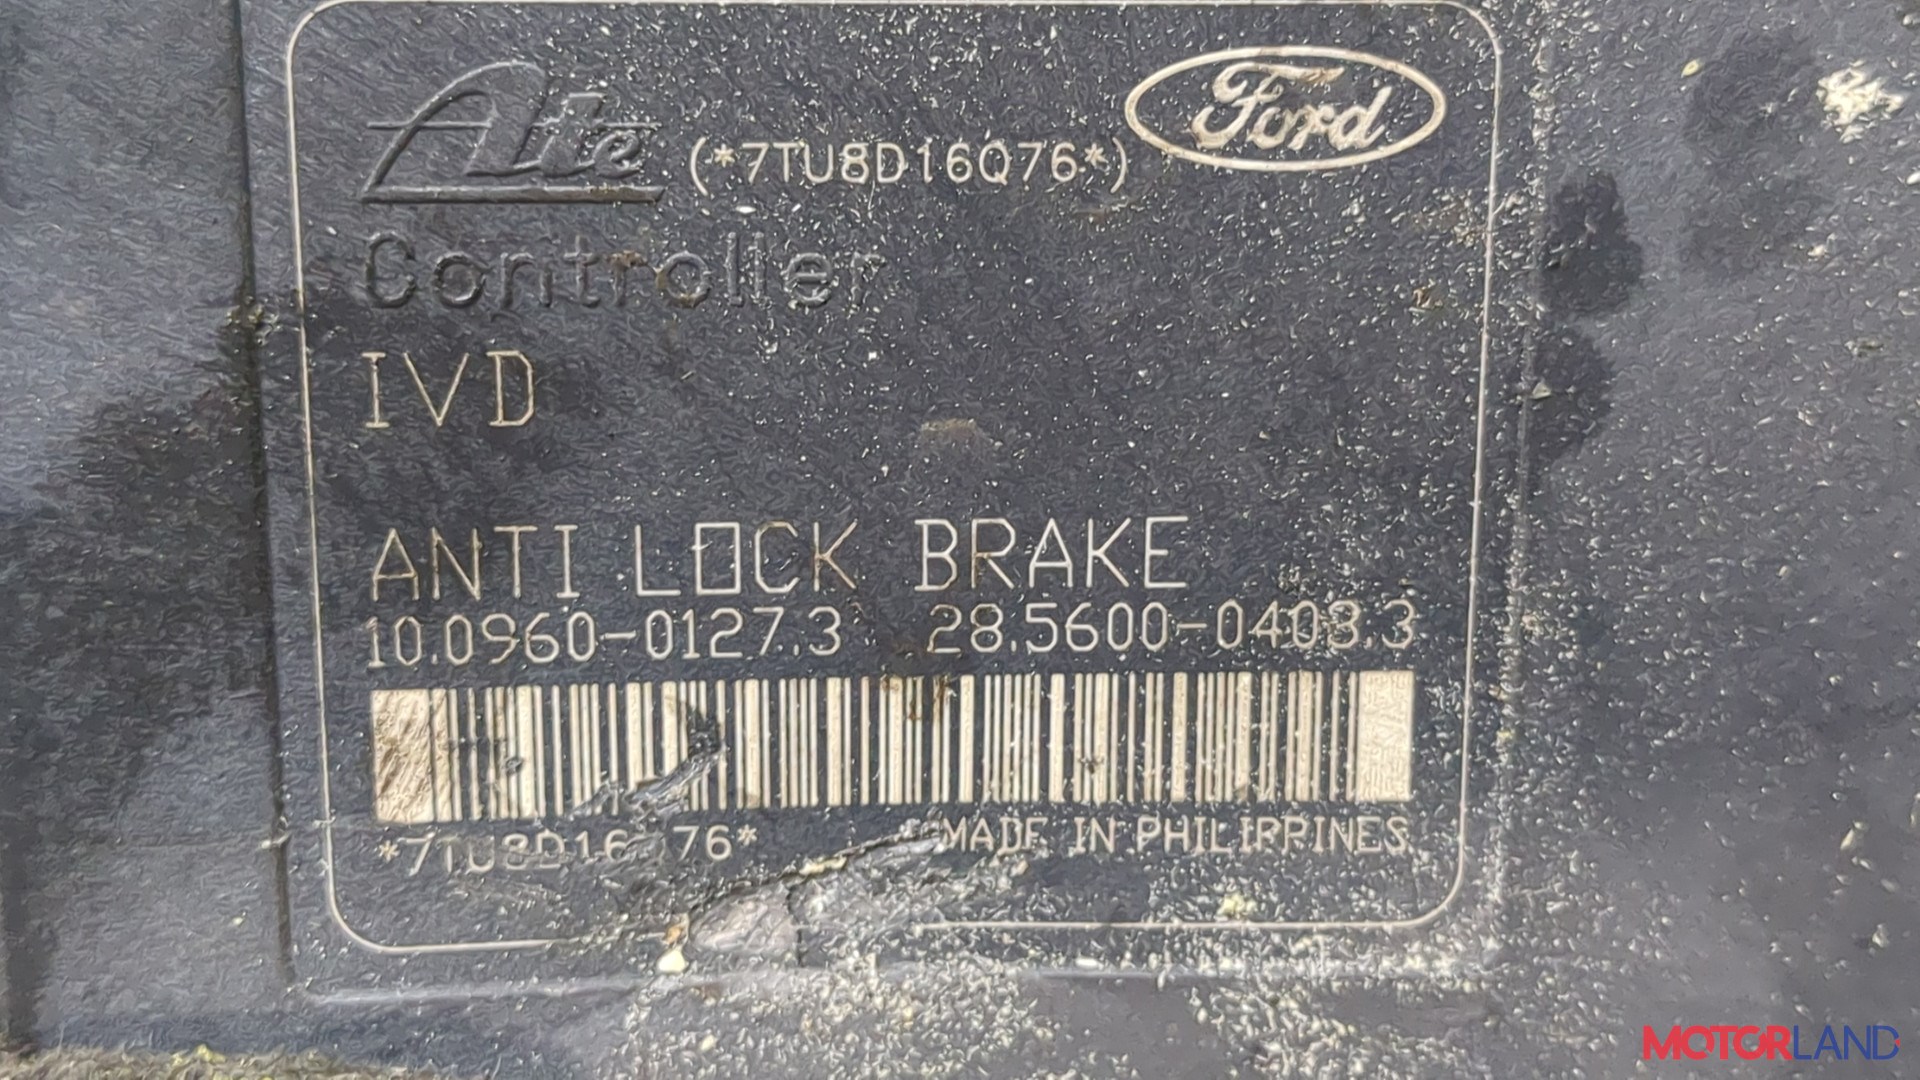 Ate (*7TU8D16Q76*) Ford
Controller
IVD
ANTI LOCK BRAKE
10.0960-0127.3 28.5600-0403.3
*7TU8D16Q76* MADE IN PHILIPPINES
MOTORLAND